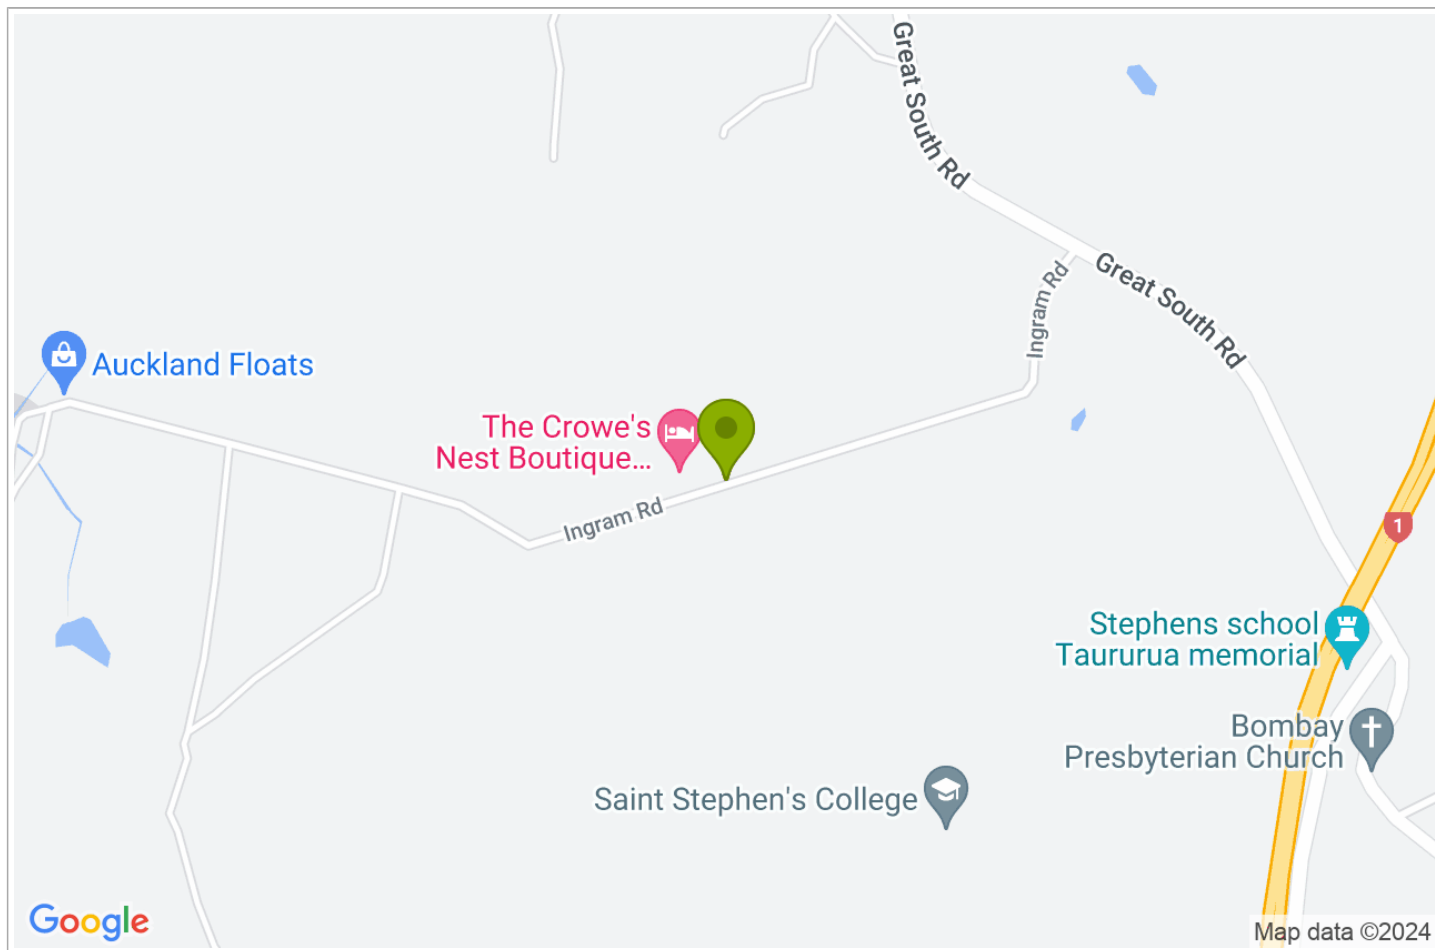 Great South Rd
Great South Rd
Ingram Rd
Auckland Floats
The Crowe's
Nest Boutique...
Ingram Rd
1
Stephens school
Taururua memorial
Bombay
Presbyterian Church
Saint Stephen's College
Google
Map data ©2024